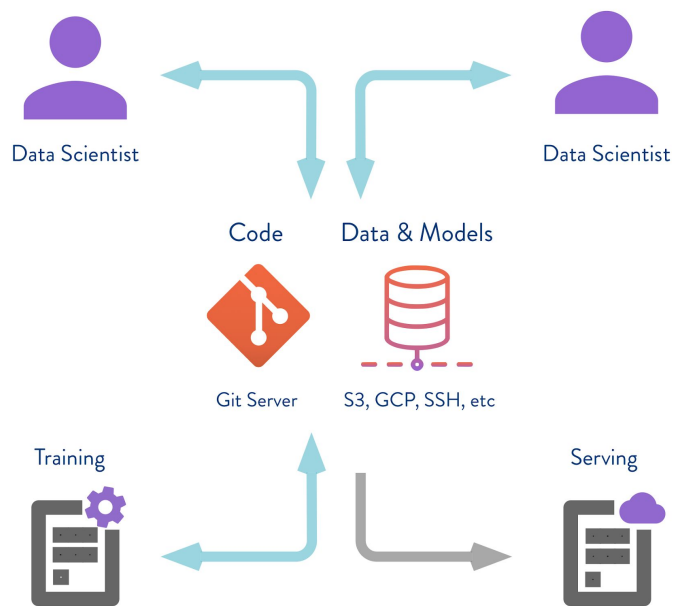 Data Scientist
Data Scientist
Code
Data & Models
Git Server
S3, GCP, SSH, etc
Training
Serving